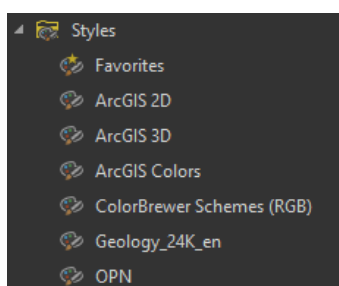 Styles
Favorites
ArcGIS 2D
ArcGIS 3D
ArcGIS Colors
ColorBrewer Schemes (RGB)
Geology_24K_en
OPN